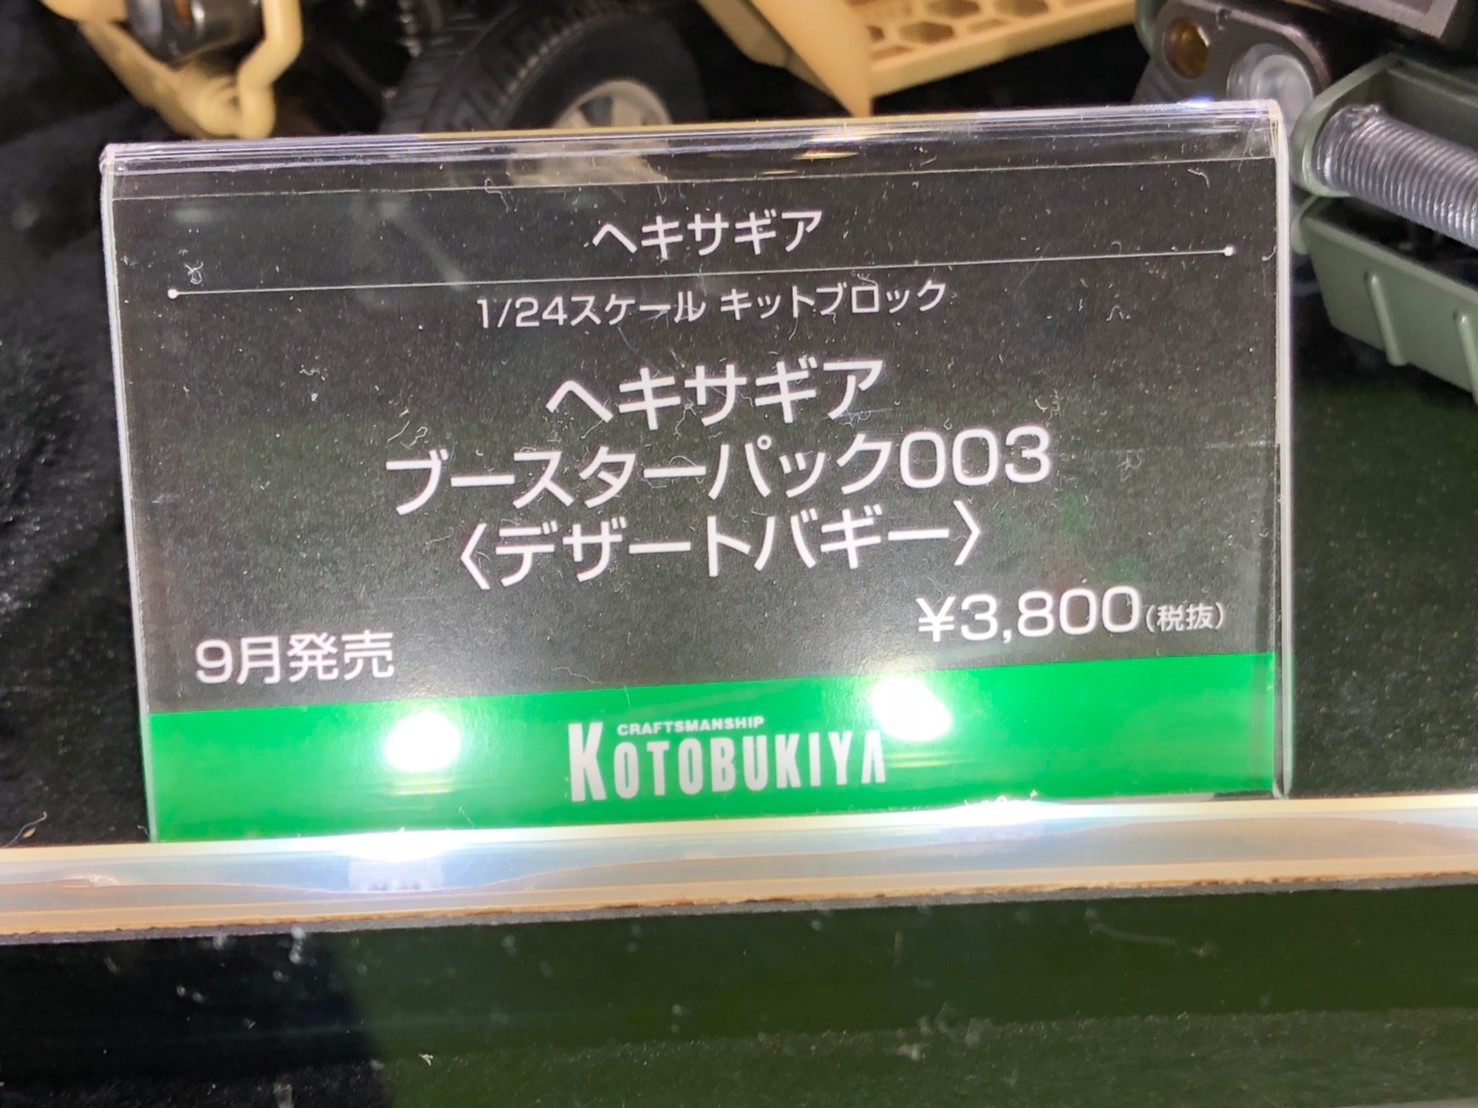 ヘキサギア
1/24スケール キットブロック
ヘキサギア
ブースターパック003
〈デザートバギー〉
¥3,800(税抜)
9月発売
CRAFTSMANSHIP
KOTOBUKIYA